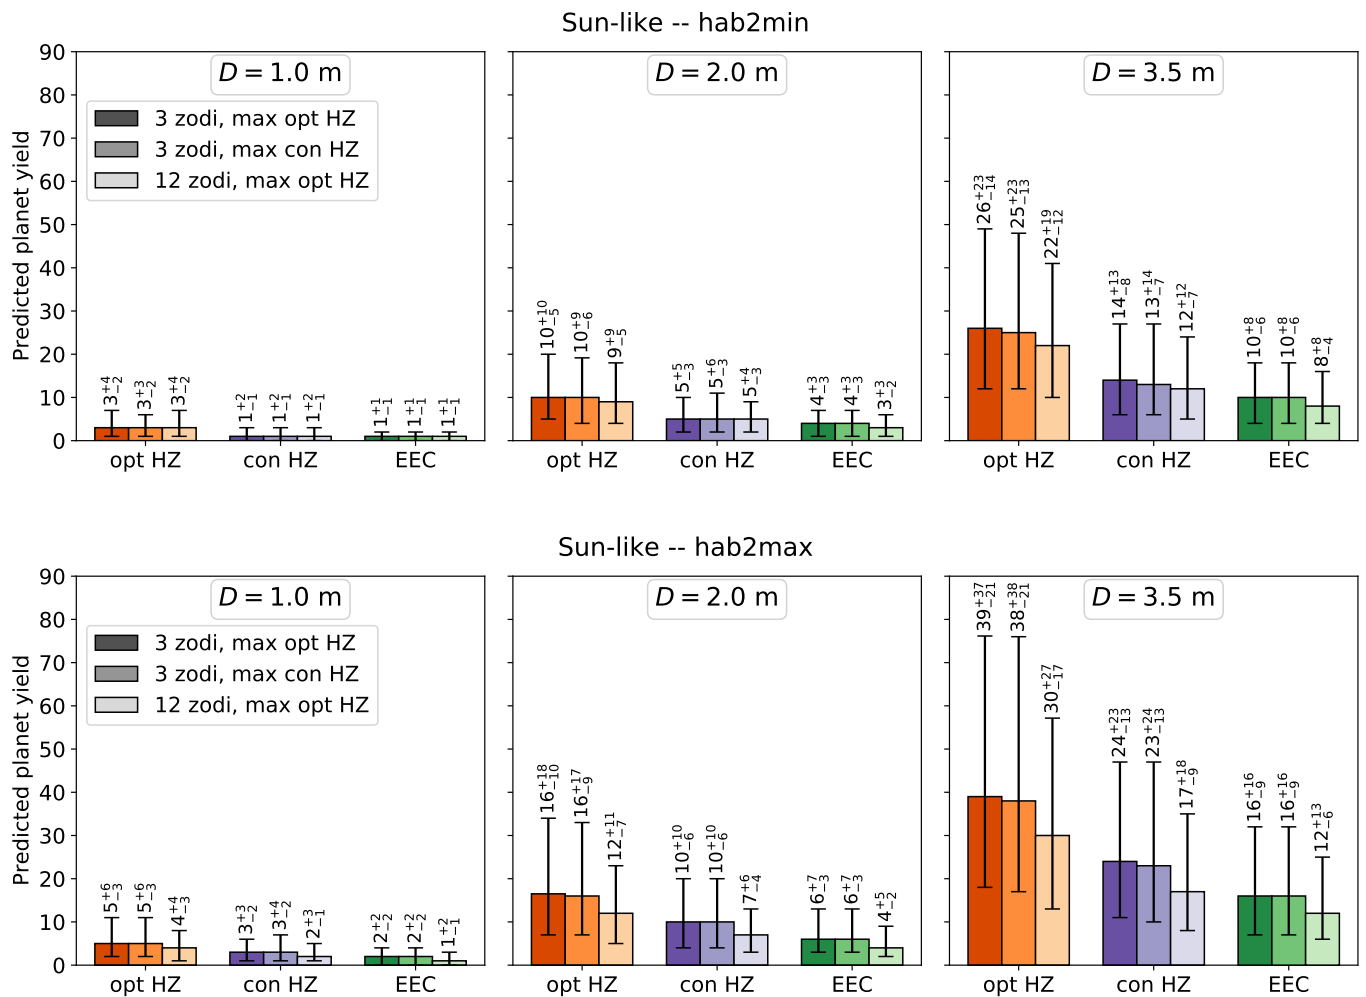 Sun-like -- hab2min
D = 1.0 m
D = 2.0 m
D = 3.5 m
3 zodi, max opt HZ
3 zodi, max con HZ
12 zodi, max opt HZ
Predicted planet yield
90
80
70
60
50
40
30
20
10
0
3+4−2 3+3−2 3+4−2
1+2−1 1+2−1 1+2−1
1+1−1 1+1−1 1+1−1
opt HZ con HZ EEC
10+10−5 10+9−6 9+9−5
5+5−3 5+6−3 5+4−3
4+3−3 4+3−3 3+3−2
opt HZ con HZ EEC
26+23−14 25+23−13 22+19−12
14+13−8 13+14−7 12+12−7
10+8−6 10+8−6 8+8−4
opt HZ con HZ EEC
Sun-like -- hab2max
D = 1.0 m
D = 2.0 m
D = 3.5 m
3 zodi, max opt HZ
3 zodi, max con HZ
12 zodi, max opt HZ
Predicted planet yield
90
80
70
60
50
40
30
20
10
0
5+6−3 5+6−3 4+4−3
3+3−2 3+4−2 2+3−1
2+2−2 2+2−2 1+2−1
opt HZ con HZ EEC
16+18−10 16+17−9 12+11−7
10+10−6 10+10−6 7+6−4
6+7−3 6+7−3 4+5−2
opt HZ con HZ EEC
39+37−21 38+38−21 30+27−17
24+23−13 23+24−13 17+18−9
16+16−9 16+16−9 12+13−6
opt HZ con HZ EEC